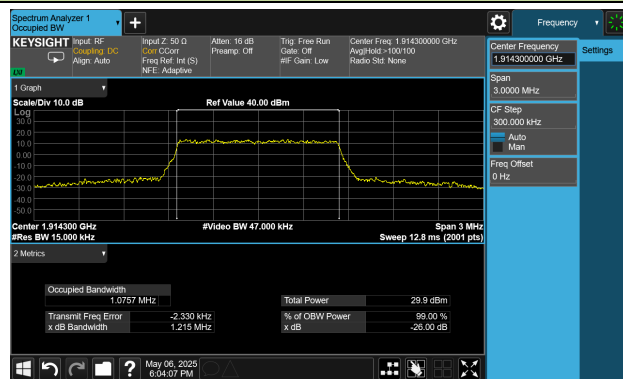 Spectrum Analyzer 1
Occupied BW
Frequency
KEYSIGHT
Input: RF
Coupling: DC
Align: Auto
Input Z: 50 Ω
Corr CCorr
Freq Ref: Int (S)
NFE: Adaptive
Atten: 16 dB
Preamp: Off
Trig: Free Run
Gate: Off
#IF Gain: Low
Center Freq: 1.914300000 GHz
Avg|Hold:>100/100
Radio Std: None
LXI
Center Frequency
1.914300000 GHz
Settings
Span
3.0000 MHz
CF Step
300.000 kHz
Auto
Man
Freq Offset
0 Hz
1 Graph
Scale/Div 10.0 dB
Ref Value 40.00 dBm
Log
30.0
20.0
10.0
0.00
-10.0
-20.0
-30.0
-40.0
-50.0
Center 1.914300 GHz
#Video BW 47.000 kHz
Span 3 MHz
#Res BW 15.000 kHz
Sweep 12.8 ms (2001 pts)
2 Metrics
Occupied Bandwidth
1.0757 MHz
Total Power 29.9 dBm
Transmit Freq Error -2.330 kHz
% of OBW Power 99.00 %
x dB Bandwidth 1.215 MHz
x dB -26.00 dB
May 06, 2025
6:04:07 PM